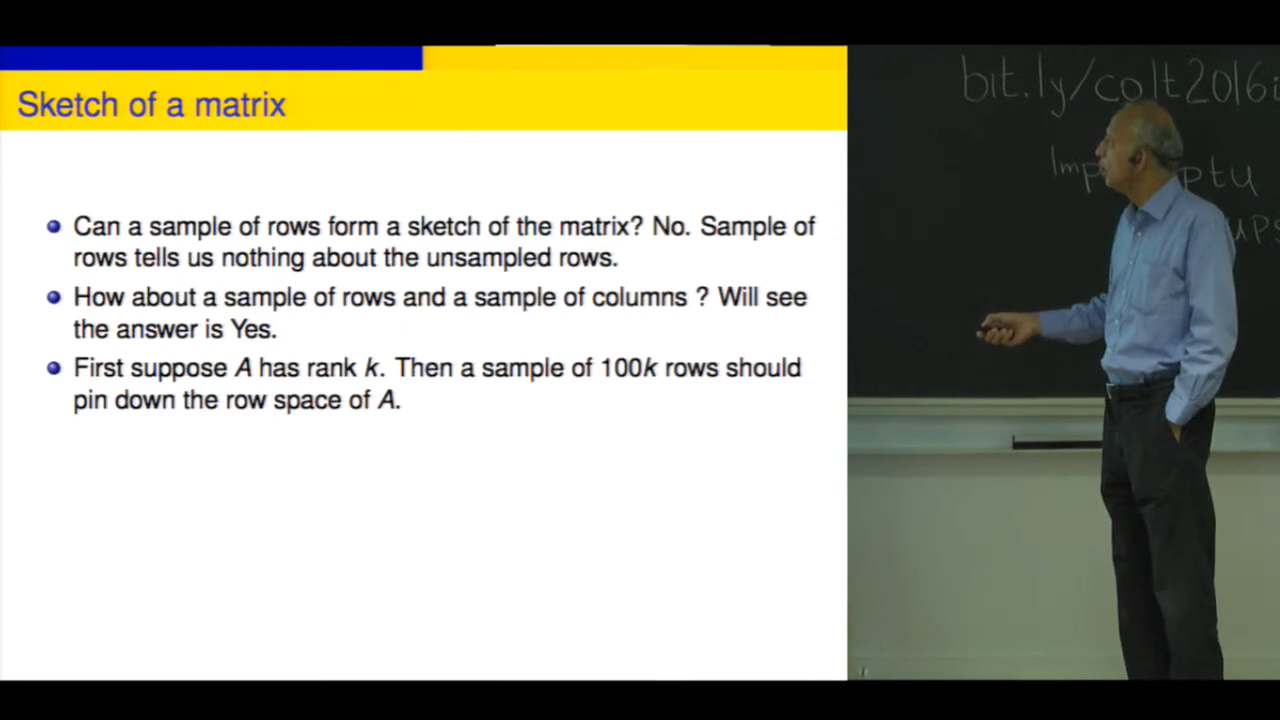 Sketch of a matrix
Can a sample of rows form a sketch of the matrix? No. Sample of
rows tells us nothing about the unsampled rows.
How about a sample of rows and a sample of columns ? Will see
the answer is Yes.
First suppose A has rank k. Then a sample of 100k rows should
pin down the row space of A.
bit.ly/colt2016i